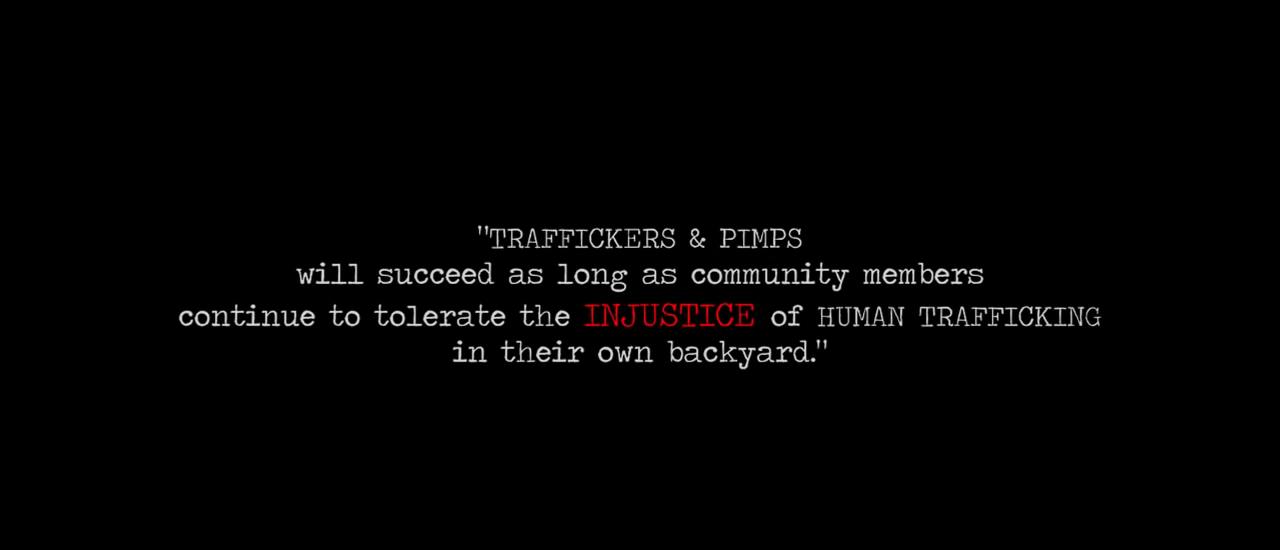 "TRAFFICKERS & PIMPS
will succeed as long as community members
continue to tolerate the INJUSTICE of HUMAN TRAFFICKING
in their own backyard."